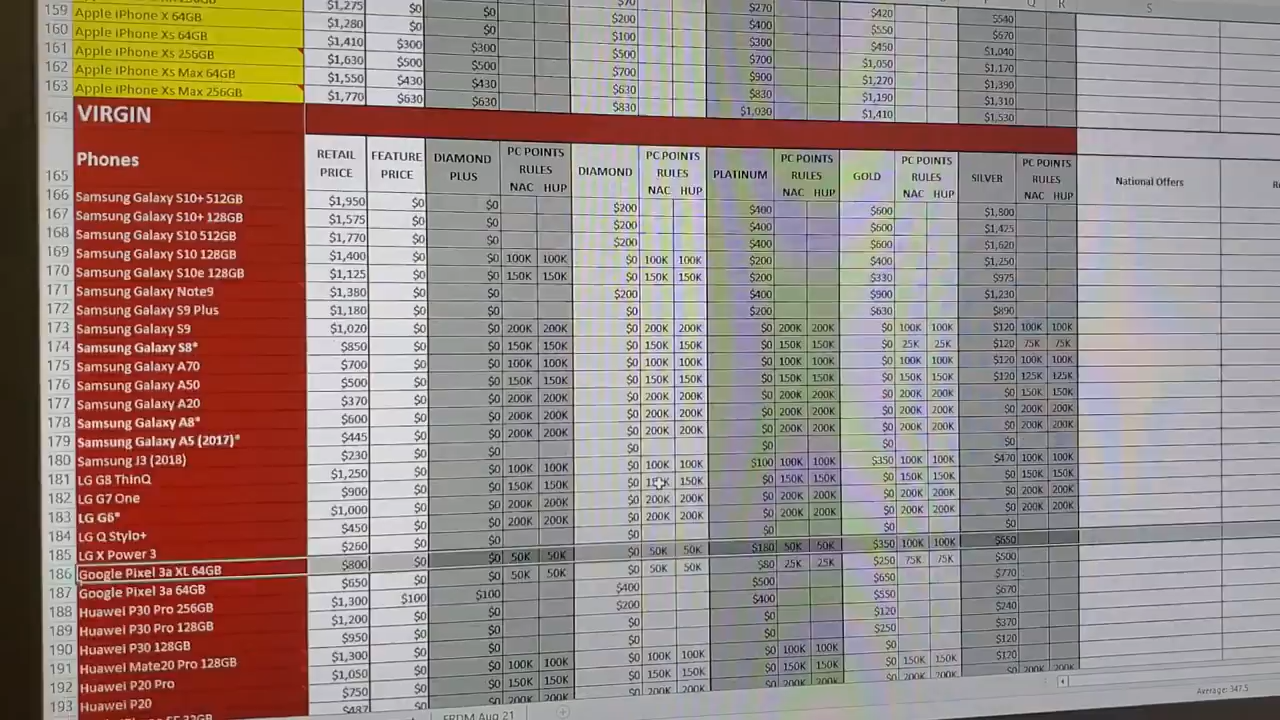 $70 $270 $420 $540
$1,275 $0 $0 $200 $400 $550 $670
159 Apple iPhone X 64GB $1,280 $0 $0 $100 $300 $450 $1,040
160 Apple iPhone Xs 64GB $1,410 $300 $300 $500 $700 $1,050 $1,170
161 Apple iPhone Xs 256GB $1,630 $500 $500 $700 $900 $1,270 $1,390
162 Apple iPhone Xs Max 64GB $1,550 $430 $430 $630 $830 $1,190 $1,310
163 Apple iPhone Xs Max 256GB $1,770 $630 $630 $830 $1,030 $1,410 $1,530
164 VIRGIN
165 Phones RETAIL PRICE FEATURE PRICE DIAMOND PLUS PC POINTS RULES NAC HUP DIAMOND PC POINTS RULES NAC HUP PLATINUM PC POINTS RULES NAC HUP GOLD PC POINTS RULES NAC HUP SILVER PC POINTS RULES NAC HUP National Offers
166 Samsung Galaxy S10+ 512GB $1,950 $0 $0 $200 $400 $600 $1,800
167 Samsung Galaxy S10+ 128GB $1,575 $0 $0 $200 $400 $600 $1,425
168 Samsung Galaxy S10 512GB $1,770 $0 $0 $200 $400 $600 $1,620
169 Samsung Galaxy S10 128GB $1,400 $0 $0 100K 100K $0 100K 100K $200 $400 $1,250
170 Samsung Galaxy S10e 128GB $1,125 $0 $0 150K 150K $0 150K 150K $200 $330 $975
171 Samsung Galaxy Note9 $1,380 $0 $0 $200 $400 $900 $1,230
172 Samsung Galaxy S9 Plus $1,180 $0 $0 $0 $200 $630 $890
173 Samsung Galaxy S9 $1,020 $0 $0 200K 200K $0 200K 200K $0 200K 200K $0 100K 100K $120 100K 100K
174 Samsung Galaxy S8* $850 $0 $0 150K 150K $0 150K 150K $0 150K 150K $0 25K 25K $120 75K 75K
175 Samsung Galaxy A70 $700 $0 $0 100K 100K $0 100K 100K $0 100K 100K $0 100K 100K $120 100K 100K
176 Samsung Galaxy A50 $500 $0 $0 150K 150K $0 150K 150K $0 150K 150K $0 150K 150K $120 125K 125K
177 Samsung Galaxy A20 $370 $0 $0 200K 200K $0 200K 200K $0 200K 200K $0 200K 200K $0 150K 150K
178 Samsung Galaxy A8* $600 $0 $0 200K 200K $0 200K 200K $0 200K 200K $0 200K 200K $0 200K 200K
179 Samsung Galaxy A5 (2017)* $445 $0 $0 200K 200K $0 200K 200K $0 200K 200K $0 200K 200K $0 200K 200K
180 Samsung J3 (2018) $230 $0 $0 $0 $0 $0 $0
181 LG G8 ThinQ $1,250 $0 $0 100K 100K $0 100K 100K $100 100K 100K $350 100K 100K $470 100K 100K
182 LG G7 One $900 $0 $0 150K 150K $0 150K $0 150K 150K $0 150K 150K $0 150K 150K
183 LG G6* $1,000 $0 $0 200K 200K $0 200K 200K $0 200K 200K $0 200K 200K $0 200K 200K
184 LG Q Stylo+ $450 $0 $0 200K 200K $0 200K 200K $0 200K 200K $0 200K 200K $0 200K 200K
185 LG X Power 3 $260 $0 $0 $0 $0 $0 $0
186 Google Pixel 3a XL 64GB $800 $0 $0 50K 50K $0 50K 50K $180 50K 50K $350 100K 100K $650
187 Google Pixel 3a 64GB $650 $0 $0 50K 50K $0 50K 50K $80 25K 25K $250 75K 75K $500
188 Huawei P30 Pro 256GB $1,300 $100 $100 $400 $500 $650 $770
189 Huawei P30 Pro 128GB $1,200 $0 $0 $200 $400 $550 $670
190 Huawei P30 128GB $950 $0 $0 $0 $0 $120 $240
191 Huawei Mate20 Pro 128GB $1,300 $0 $0 $0 $0 $250 $370
192 Huawei P20 Pro $1,050 $0 $0 100K 100K $0 100K 100K $0 100K 100K $0 $120
193 Huawei P20 $750 $0 $0 150K 150K $0 150K 150K $0 150K 150K $0 150K 150K $120
$487 $0 $0 200K 200K $0 200K 200K $0 200K 200K $0 $0 200K 200K
FRDM Aug 21
Average: 347.5